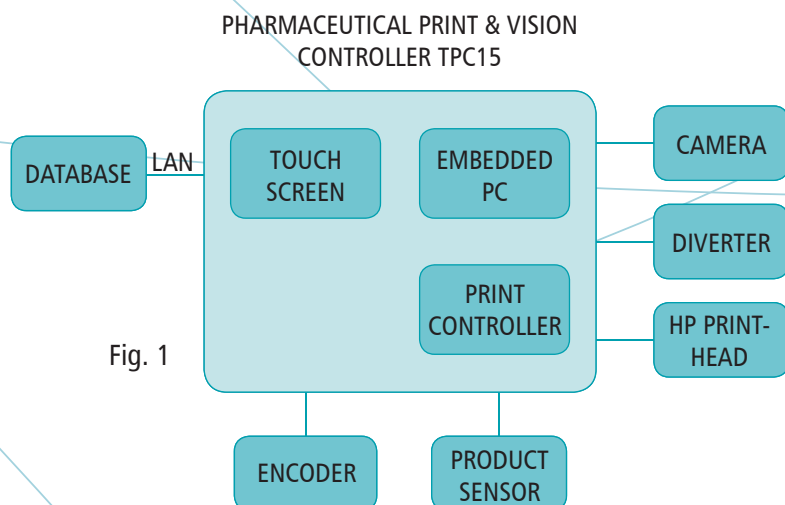 PHARMACEUTICAL PRINT & VISION
CONTROLLER TPC15
DATABASE
LAN
TOUCH
SCREEN
EMBEDDED
PC
PRINT
CONTROLLER
CAMERA
DIVERTER
HP PRINT-
HEAD
Fig. 1
ENCODER
PRODUCT
SENSOR